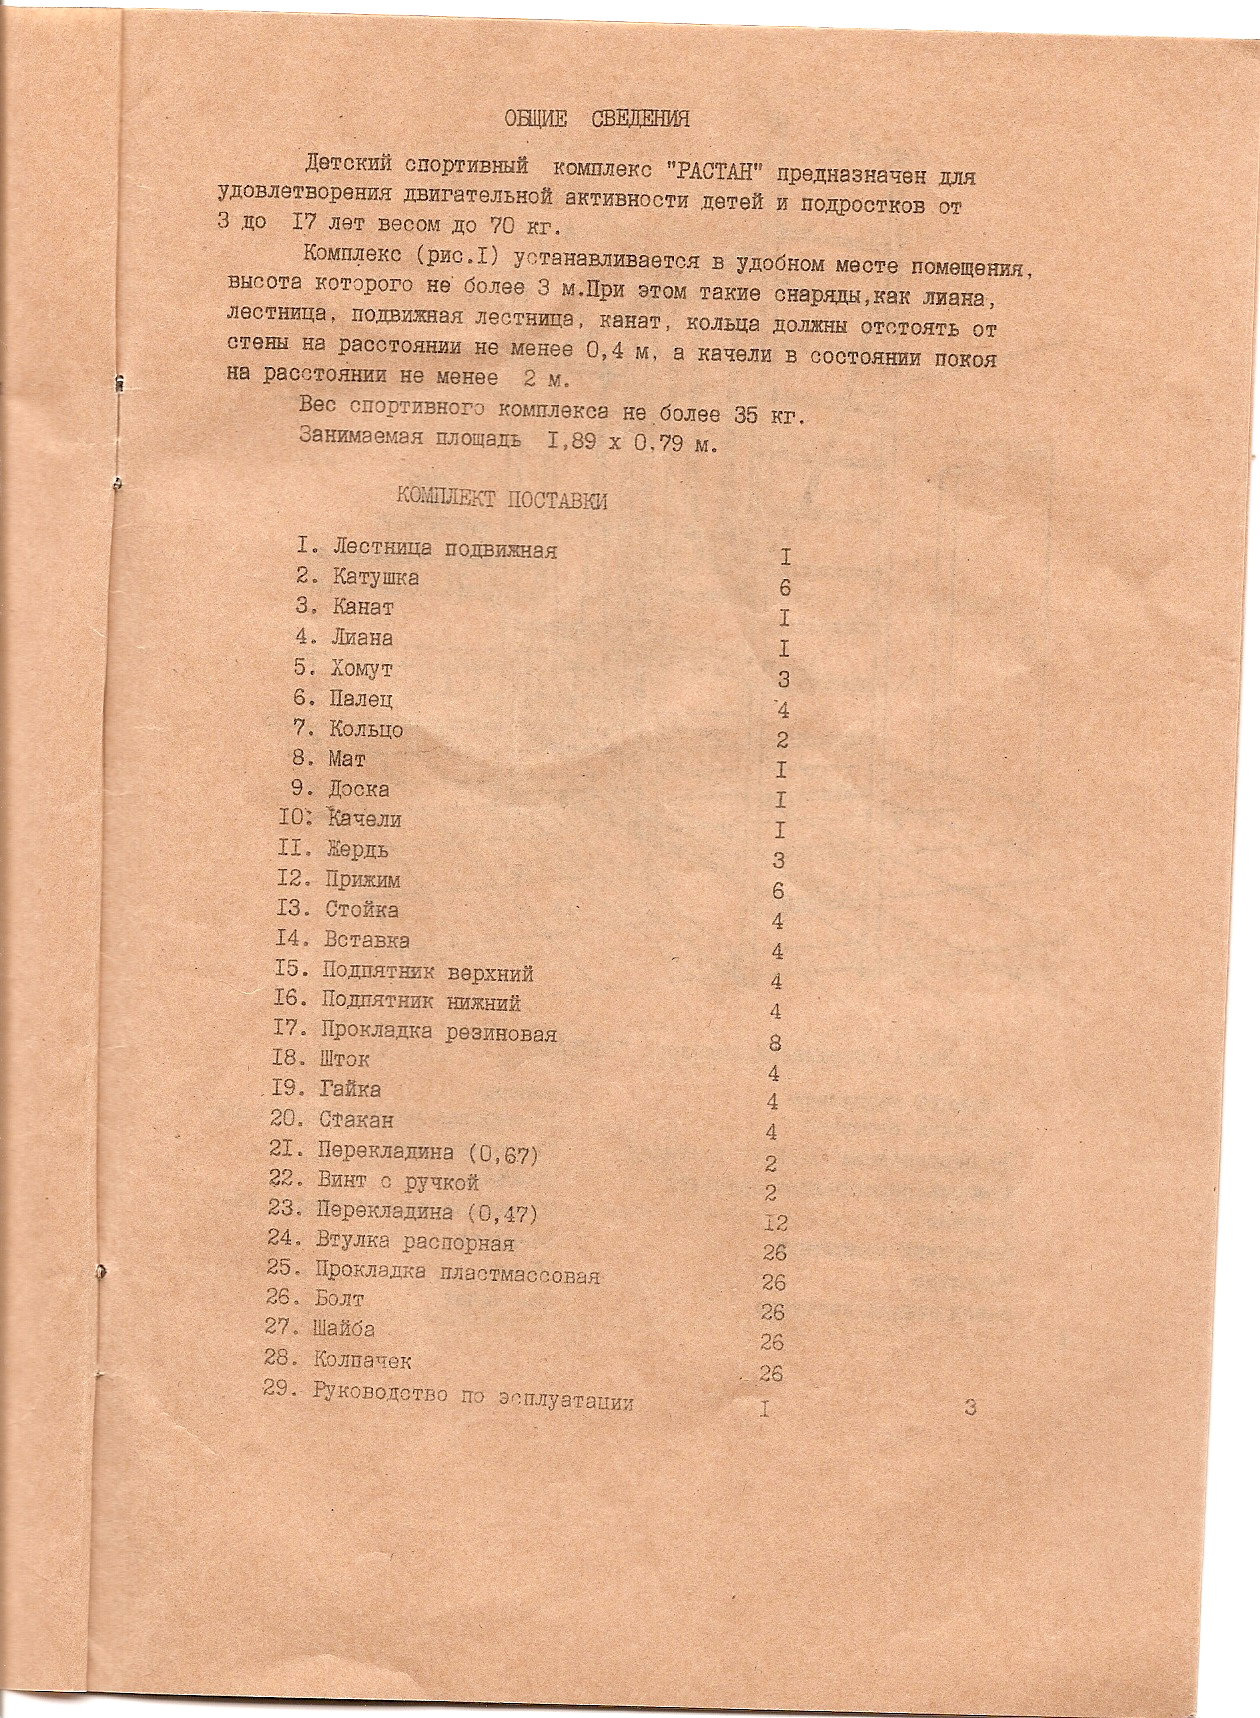 ОБЩИЕ СВЕДЕНИЯ
Детский спортивный комплекс "РАСТАН" предназначен для
удовлетворения двигательной активности детей и подростков от
3 до 17 лет весом до 70 кг.
Комплекс (рис.I) устанавливается в удобном месте помещения,
высота которого не более 3 м.При этом такие снаряды,как лиана,
лестница, подвижная лестница, канат, кольца должны отстоять от
стены на расстоянии не менее 0,4 м, а качели в состоянии покоя
на расстоянии не менее 2 м.
Вес спортивного комплекса не более 35 кг.
Занимаемая площадь I,89 х 0,79 м.
КОМПЛЕКТ ПОСТАВКИ
I. Лестница подвижная I
2. Катушка 6
3. Канат I
4. Лиана I
5. Хомут 3
6. Палец 4
7. Кольцо 2
8. Мат I
9. Доска I
I0. Качели I
II. Жердь 3
I2. Прижим 6
I3. Стойка 4
I4. Вставка 4
I5. Подпятник верхний 4
I6. Подпятник нижний 4
I7. Прокладка резиновая 8
I8. Шток 4
I9. Гайка 4
20. Стакан 4
2I. Перекладина (0,67) 2
22. Винт с ручкой 2
23. Перекладина (0,47) I2
24. Втулка распорная 26
25. Прокладка пластмассовая 26
26. Болт 26
27. Шайба 26
28. Колпачек 26
29. Руководство по эсплуатации I 3